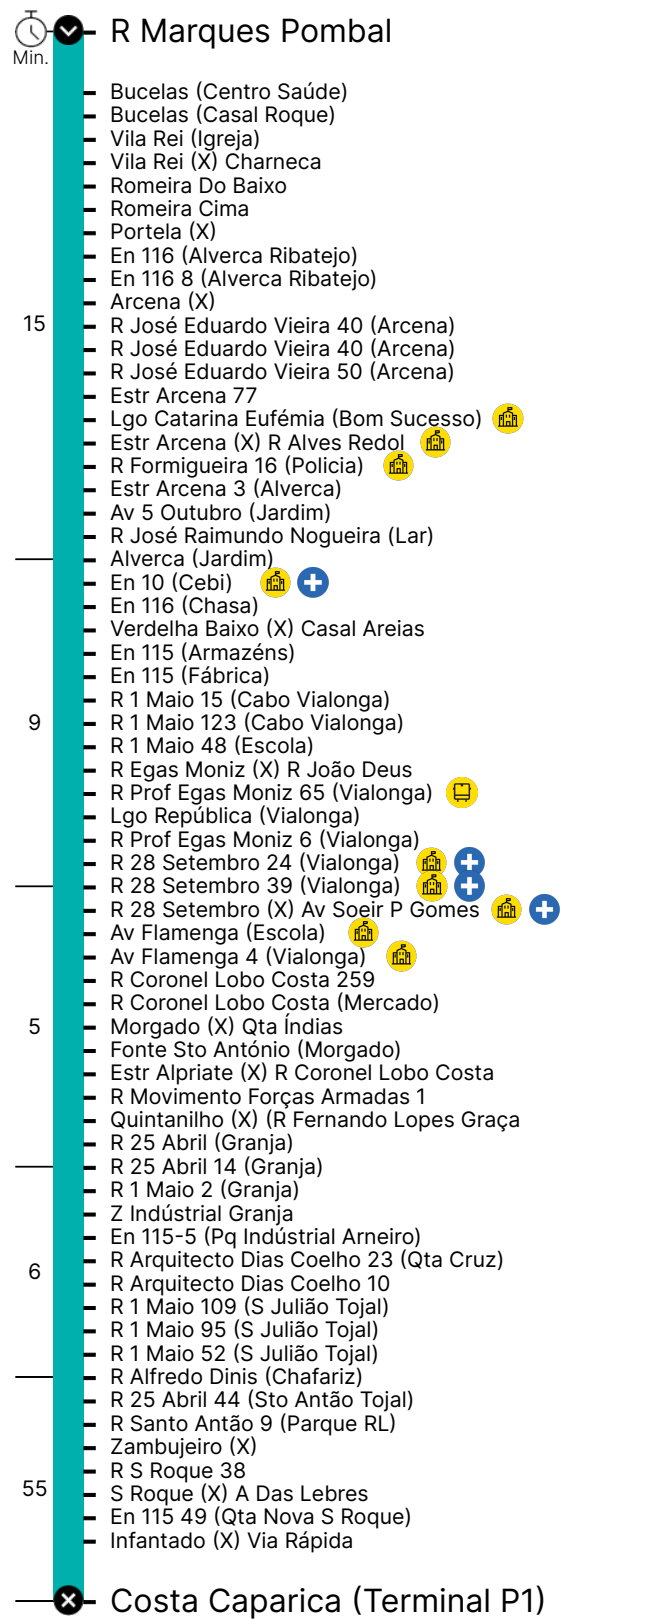 R Marques Pombal
Min.
Bucelas (Centro Saúde)
Bucelas (Casal Roque)
Vila Rei (Igreja)
Vila Rei (X) Charneca
Romeira Do Baixo
Romeira Cima
Portela (X)
En 116 (Alverca Ribatejo)
En 116 8 (Alverca Ribatejo)
Arcena (X)
15
R José Eduardo Vieira 40 (Arcena)
R José Eduardo Vieira 40 (Arcena)
R José Eduardo Vieira 50 (Arcena)
Estr Arcena 77
Lgo Catarina Eufémia (Bom Sucesso)
Estr Arcena (X) R Alves Redol
R Formigueira 16 (Policia)
Estr Arcena 3 (Alverca)
Av 5 Outubro (Jardim)
R José Raimundo Nogueira (Lar)
Alverca (Jardim)
En 10 (Cebi)
En 116 (Chasa)
Verdelha Baixo (X) Casal Areias
En 115 (Armazéns)
En 115 (Fábrica)
R 1 Maio 15 (Cabo Vialonga)
9
R 1 Maio 123 (Cabo Vialonga)
R 1 Maio 48 (Escola)
R Egas Moniz (X) R João Deus
R Prof Egas Moniz 65 (Vialonga)
Lgo República (Vialonga)
R Prof Egas Moniz 6 (Vialonga)
R 28 Setembro 24 (Vialonga)
R 28 Setembro 39 (Vialonga)
R 28 Setembro (X) Av Soeir P Gomes
Av Flamenga (Escola)
Av Flamenga 4 (Vialonga)
R Coronel Lobo Costa 259
R Coronel Lobo Costa (Mercado)
5
Morgado (X) Qta Índias
Fonte Sto António (Morgado)
Estr Alpriate (X) R Coronel Lobo Costa
R Movimento Forças Armadas 1
Quintanilho (X) (R Fernando Lopes Graça
R 25 Abril (Granja)
R 25 Abril 14 (Granja)
R 1 Maio 2 (Granja)
Z Indústrial Granja
En 115-5 (Pq Indústrial Arneiro)
R Arquitecto Dias Coelho 23 (Qta Cruz)
6
R Arquitecto Dias Coelho 10
R 1 Maio 109 (S Julião Tojal)
R 1 Maio 95 (S Julião Tojal)
R 1 Maio 52 (S Julião Tojal)
R Alfredo Dinis (Chafariz)
R 25 Abril 44 (Sto Antão Tojal)
R Santo Antão 9 (Parque RL)
Zambujeiro (X)
R S Roque 38
55
S Roque (X) A Das Lebres
En 115 49 (Qta Nova S Roque)
Infantado (X) Via Rápida
Costa Caparica (Terminal P1)